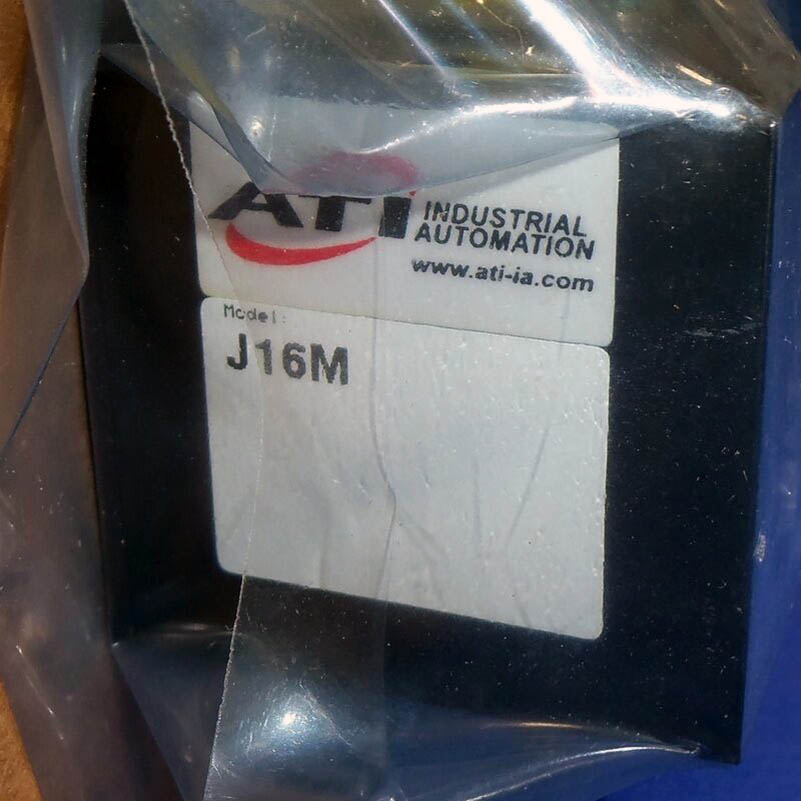 ATI
INDUSTRIAL
AUTOMATION
www.ati-ia.com
Model:
J16M